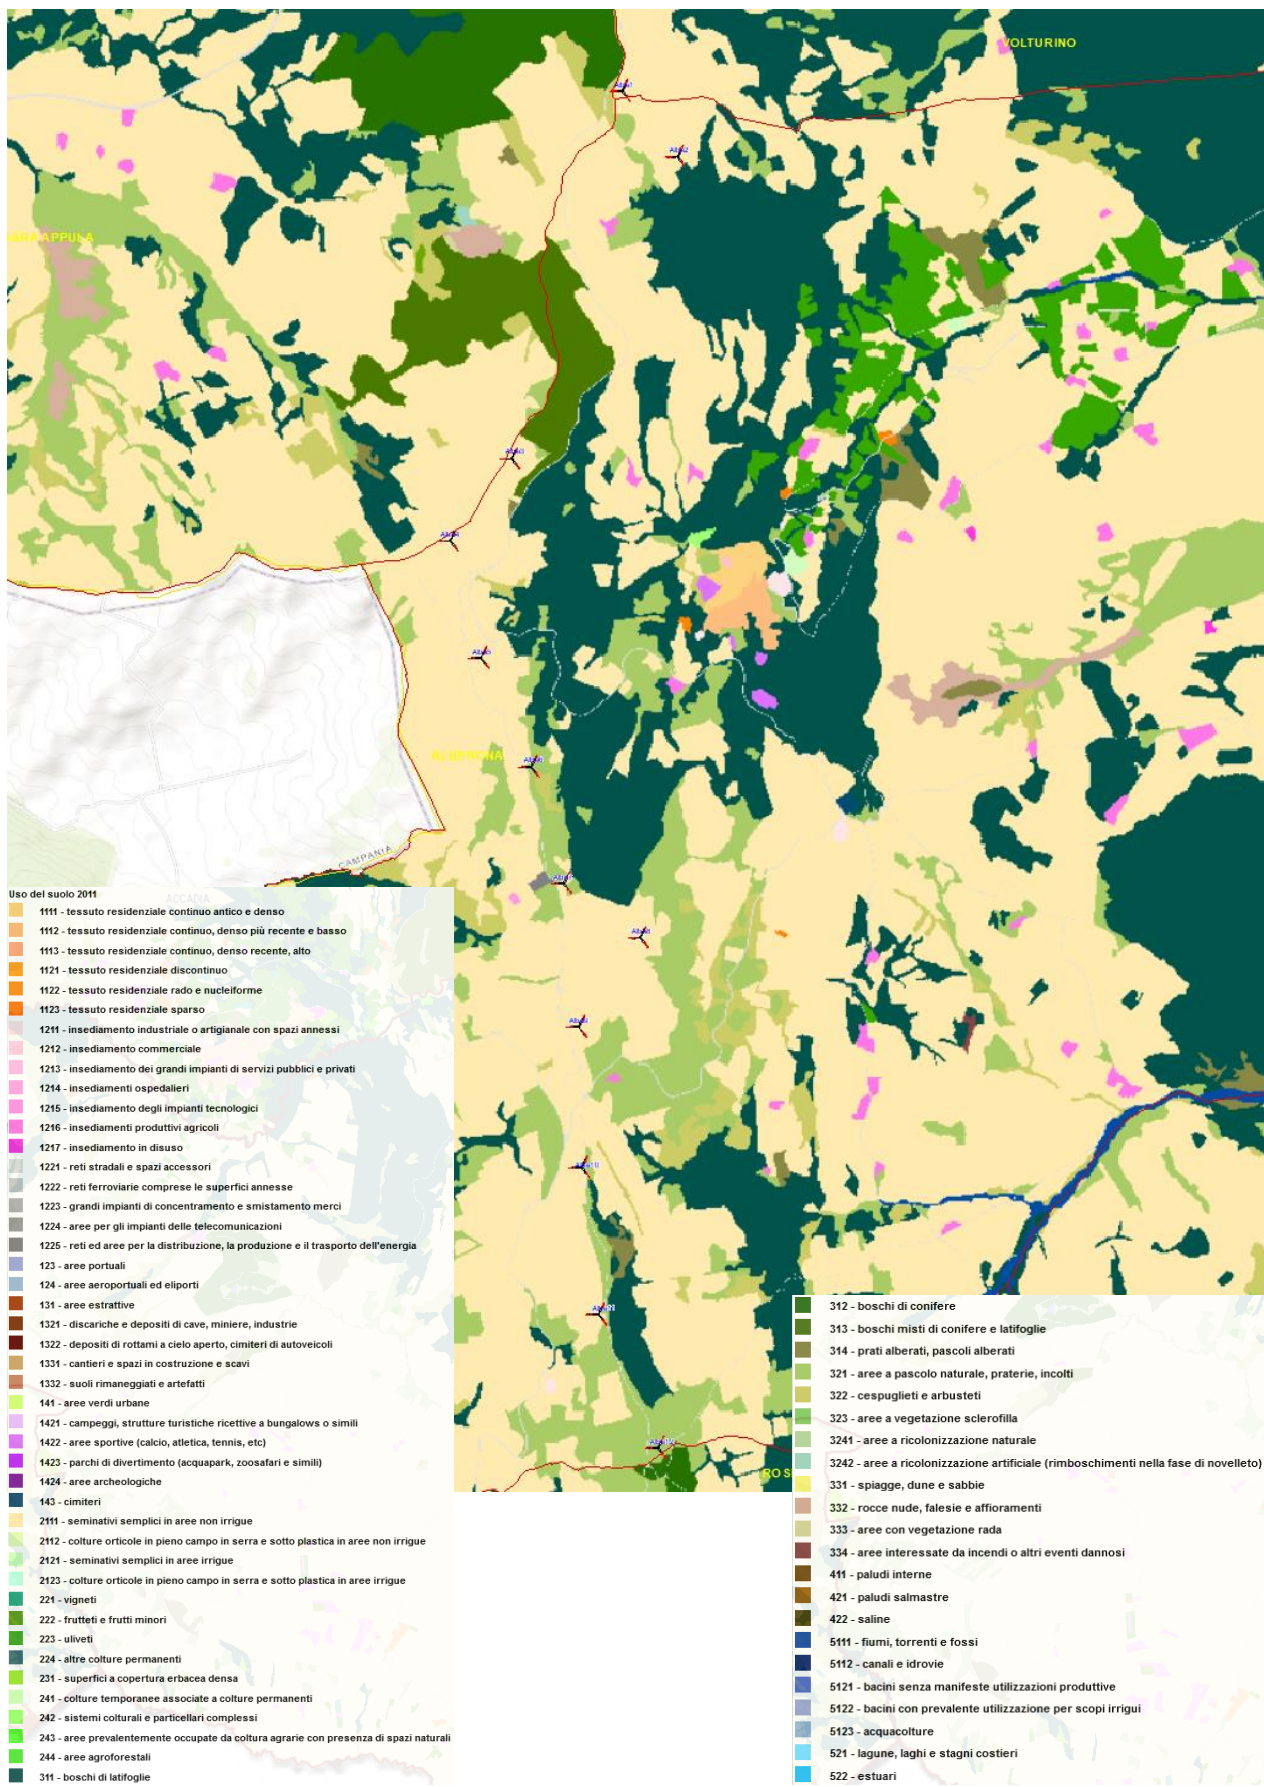 VOLTURINO
Alb01
Alb02
ARA APPULA
Alb03
Alb04
Alb05
ALBERONA
Alb06
CAMPANIA
Alb07
Alb08
Alb09
Alb10
Alb11
Alb12
ROS
Uso del suolo 2011
ACCADIA
1111 - tessuto residenziale continuo antico e denso
1112 - tessuto residenziale continuo, denso più recente e basso
1113 - tessuto residenziale continuo, denso recente, alto
1121 - tessuto residenziale discontinuo
1122 - tessuto residenziale rado e nucleiforme
1123 - tessuto residenziale sparso
1211 - insediamento industriale o artigianale con spazi annessi
1212 - insediamento commerciale
1213 - insediamento dei grandi impianti di servizi pubblici e privati
1214 - insediamenti ospedalieri
1215 - insediamento degli impianti tecnologici
1216 - insediamenti produttivi agricoli
1217 - insediamento in disuso
1221 - reti stradali e spazi accessori
1222 - reti ferroviarie comprese le superfici annesse
1223 - grandi impianti di concentramento e smistamento merci
1224 - aree per gli impianti delle telecomunicazioni
1225 - reti ed aree per la distribuzione, la produzione e il trasporto dell'energia
123 - aree portuali
124 - aree aeroportuali ed eliporti
131 - aree estrattive
1321 - discariche e depositi di cave, miniere, industrie
1322 - depositi di rottami a cielo aperto, cimiteri di autoveicoli
1331 - cantieri e spazi in costruzione e scavi
1332 - suoli rimaneggiati e artefatti
141 - aree verdi urbane
1421 - campeggi, strutture turistiche ricettive a bungalows o simili
1422 - aree sportive (calcio, atletica, tennis, etc)
1423 - parchi di divertimento (acquapark, zoosafari e simili)
1424 - aree archeologiche
143 - cimiteri
2111 - seminativi semplici in aree non irrigue
2112 - colture orticole in pieno campo in serra e sotto plastica in aree non irrigue
2121 - seminativi semplici in aree irrigue
2123 - colture orticole in pieno campo in serra e sotto plastica in aree irrigue
221 - vigneti
222 - frutteti e frutti minori
223 - uliveti
224 - altre colture permanenti
231 - superfici a copertura erbacea densa
241 - colture temporanee associate a colture permanenti
242 - sistemi colturali e particellari complessi
243 - aree prevalentemente occupate da coltura agrarie con presenza di spazi naturali
244 - aree agroforestali
311 - boschi di latifoglie
312 - boschi di conifere
313 - boschi misti di conifere e latifoglie
314 - prati alberati, pascoli alberati
321 - aree a pascolo naturale, praterie, incolti
322 - cespuglieti e arbusteti
323 - aree a vegetazione sclerofilla
3241 - aree a ricolonizzazione naturale
3242 - aree a ricolonizzazione artificiale (rimboschimenti nella fase di novelleto)
331 - spiagge, dune e sabbie
332 - rocce nude, falesie e affioramenti
333 - aree con vegetazione rada
334 - aree interessate da incendi o altri eventi dannosi
411 - paludi interne
421 - paludi salmastre
422 - saline
5111 - fiumi, torrenti e fossi
5112 - canali e idrovie
5121 - bacini senza manifeste utilizzazioni produttive
5122 - bacini con prevalente utilizzazione per scopi irrigui
5123 - acquacolture
521 - lagune, laghi e stagni costieri
522 - estuari